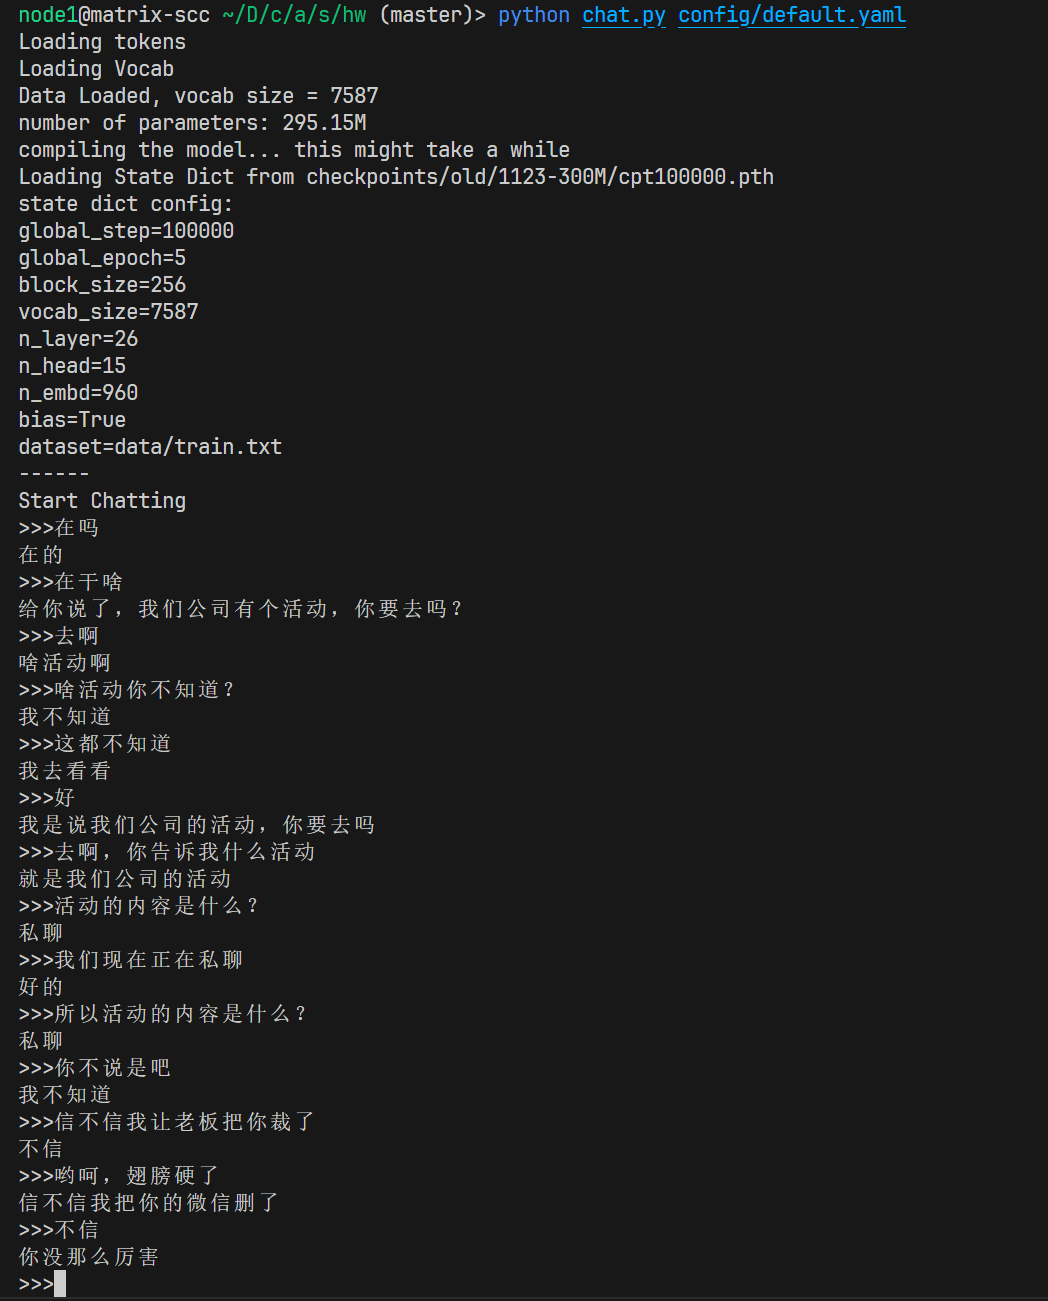 node1@matrix-scc ~/D/c/a/s/hw (master)> python chat.py config/default.yaml
Loading tokens
Loading Vocab
Data Loaded, vocab size = 7587
number of parameters: 295.15M
compiling the model... this might take a while
Loading State Dict from checkpoints/old/1123-300M/cpt100000.pth
state dict config:
global_step=100000
global_epoch=5
block_size=256
vocab_size=7587
n_layer=26
n_head=15
n_embd=960
bias=True
dataset=data/train.txt
------
Start Chatting
>>>在吗
在的
>>>在干啥
给你说了，我们公司有个活动，你要去吗？
>>>去啊
啥活动啊
>>>啥活动你不知道？
我不知道
>>>这都不知道
我去看看
>>>好
我是说我们公司的活动，你要去吗
>>>去啊，你告诉我什么活动
就是我们公司的活动
>>>活动的内容是什么？
私聊
>>>我们现在正在私聊
好的
>>>所以活动的内容是什么？
私聊
>>>你不说是吧
我不知道
>>>信不信我让老板把你裁了
不信
>>>哟呵，翅膀硬了
信不信我把你的微信删了
>>>不信
你没那么厉害
>>>